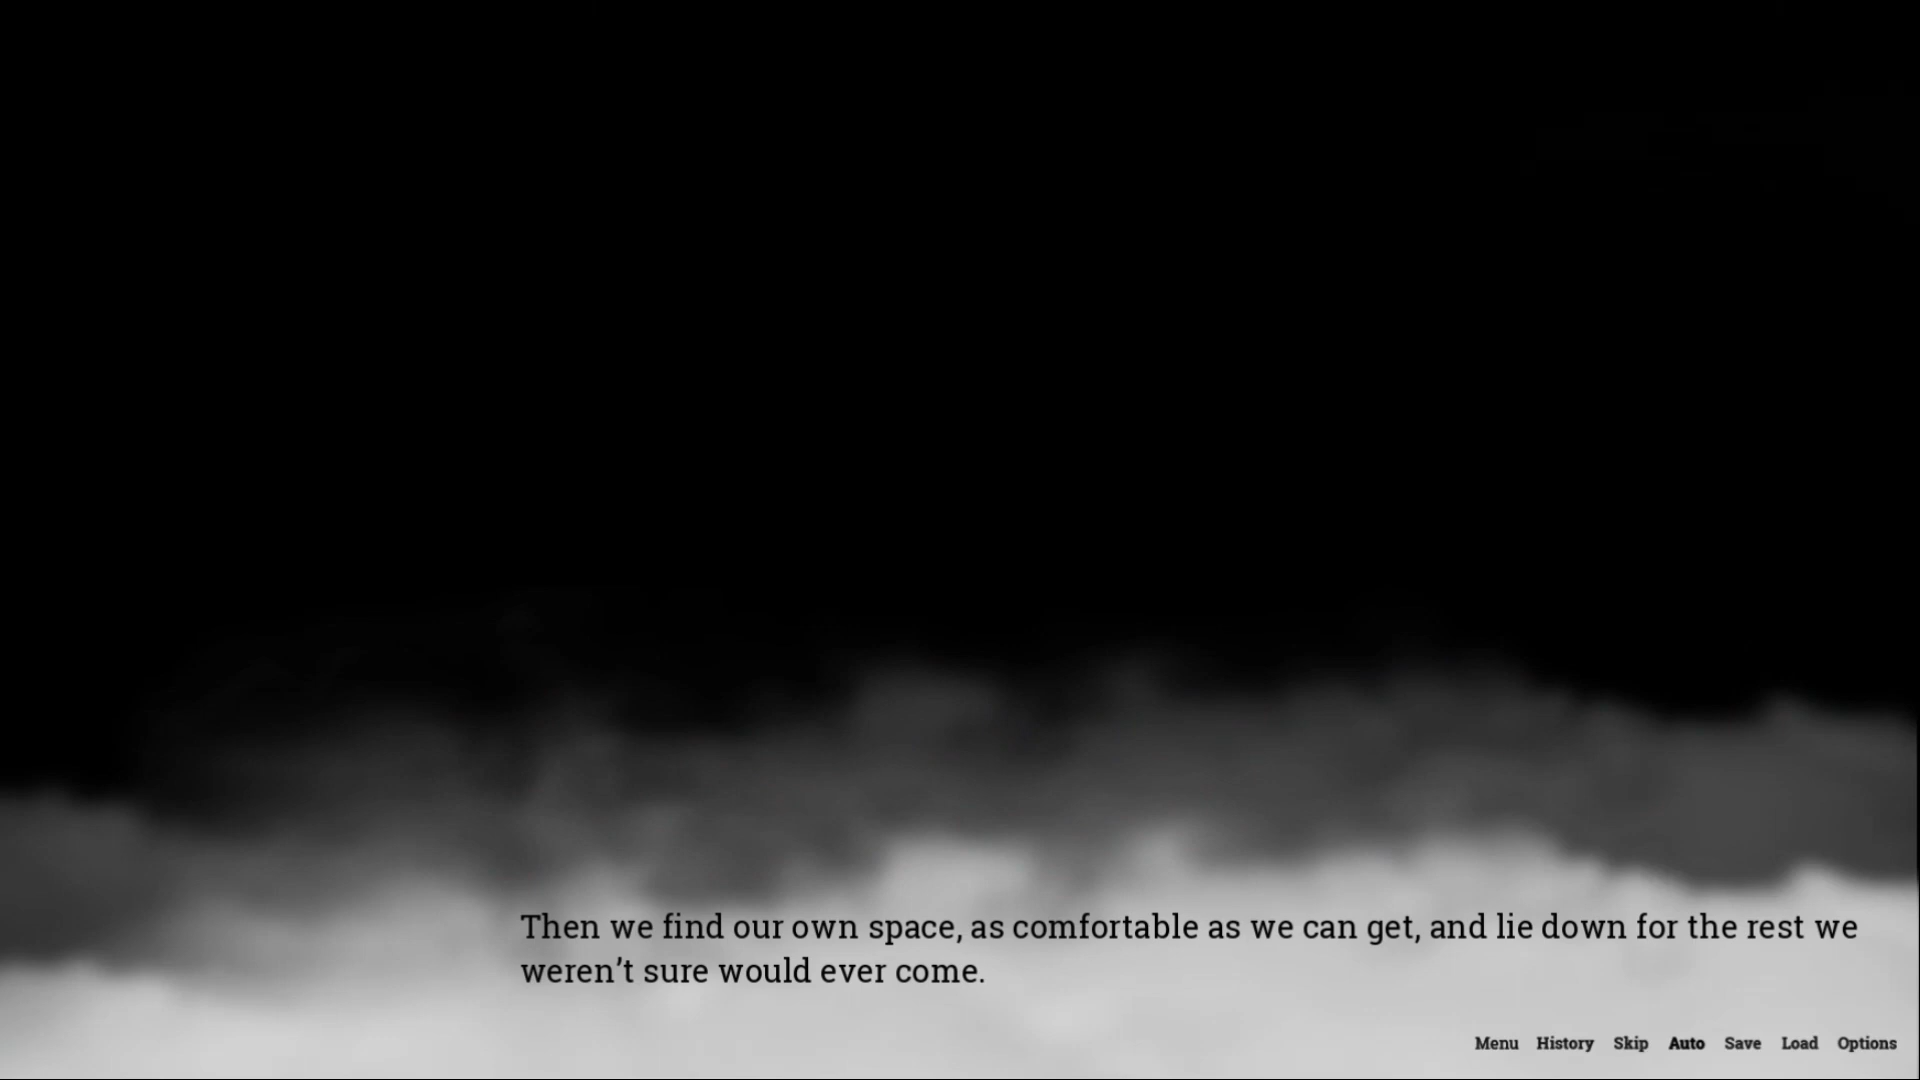 Then we find our own space, as comfortable as we can get, and lie down for the rest we
weren’t sure would ever come.
Menu History Skip Auto Save Load Options